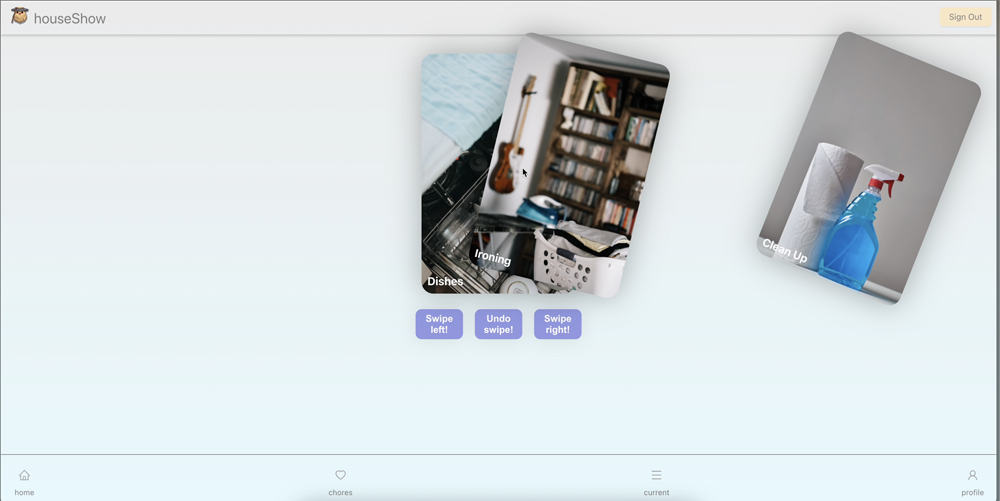 houseShow
Sign Out
Ironing
Clean Up
Dishes
Swipe
left!
Undo
swipe!
Swipe
right!
home
chores
current
profile